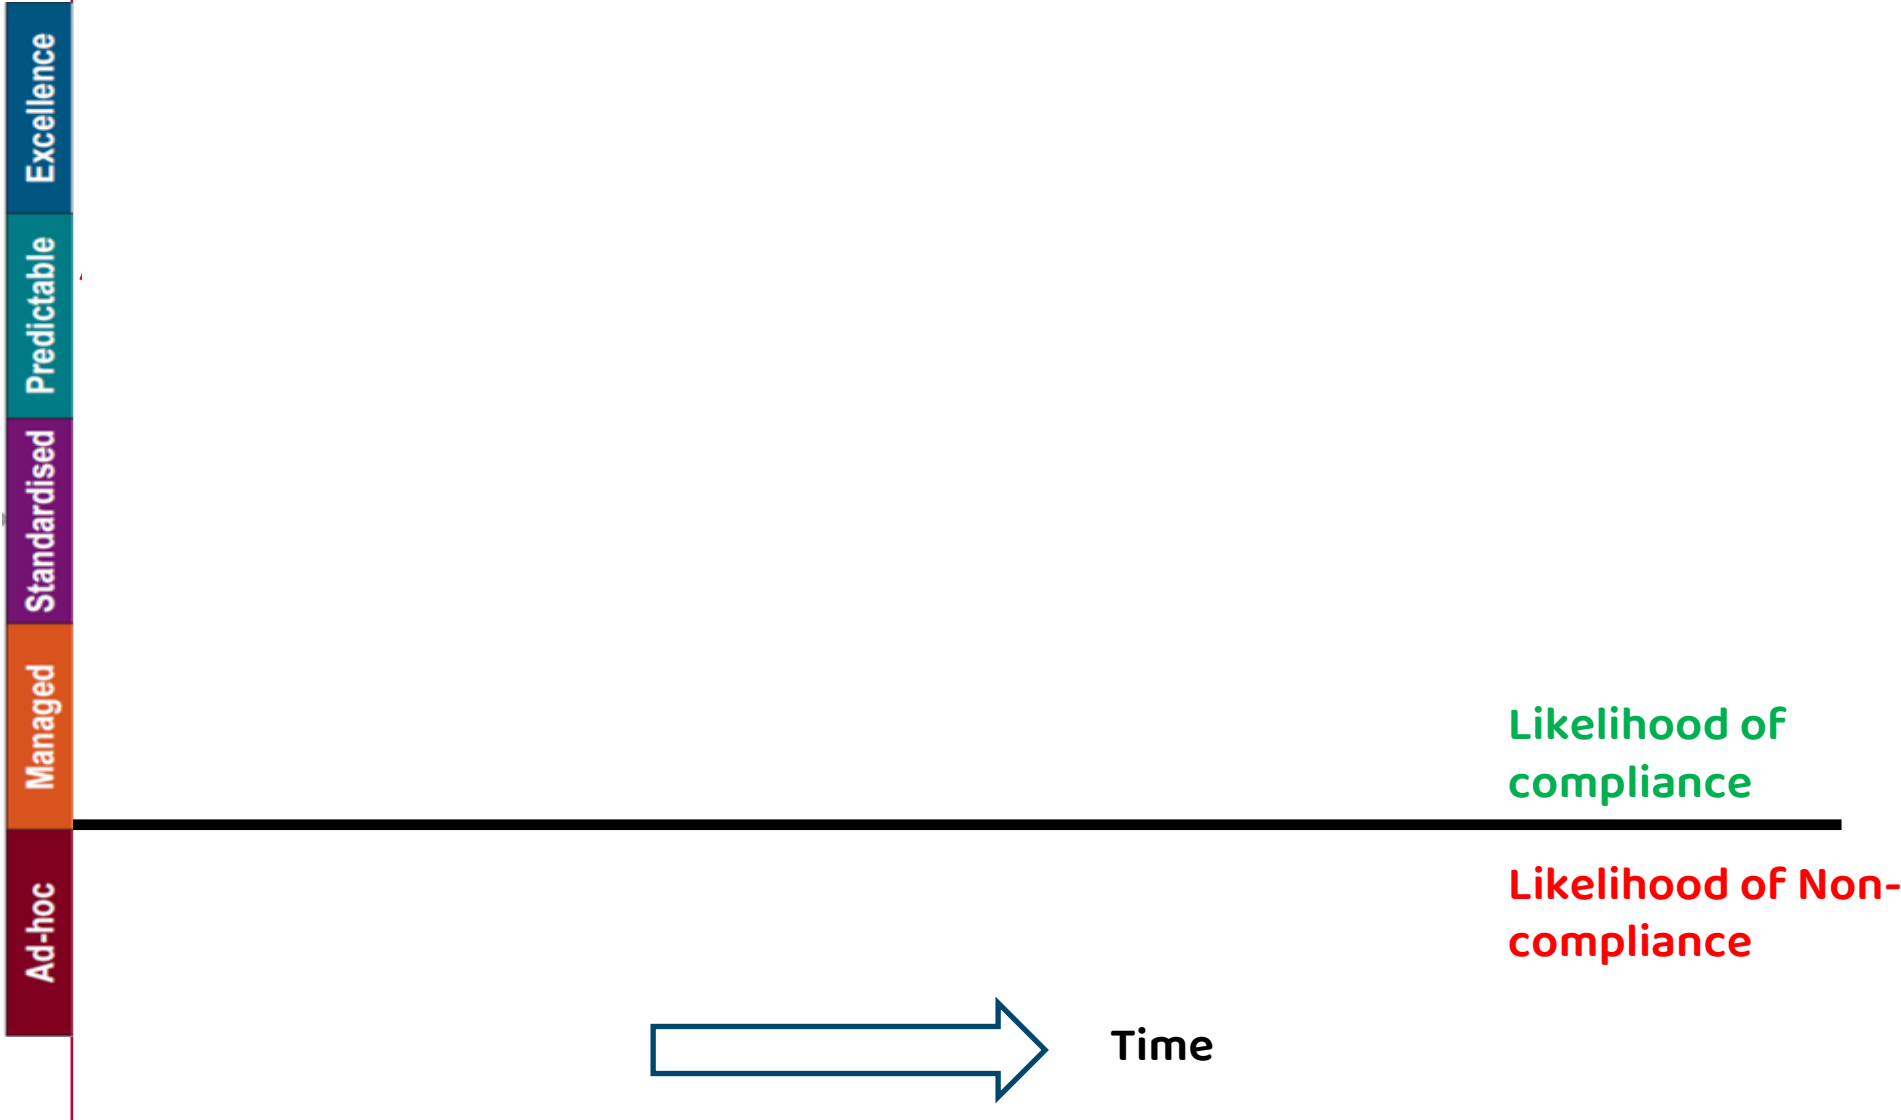 Excellence
Predictable
Standardised
Managed
Ad-hoc
Likelihood of
compliance
Likelihood of Non-
compliance
Time